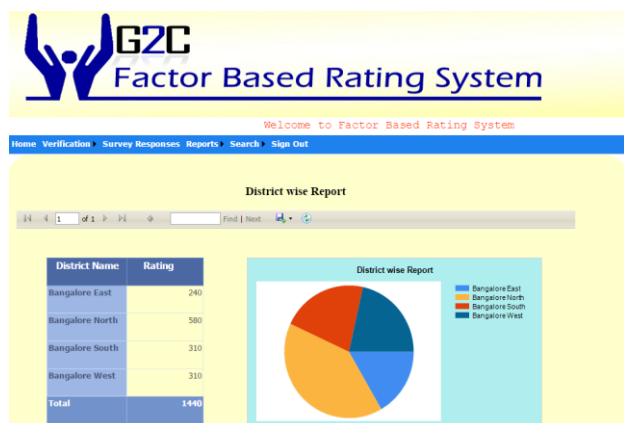 G2C
Factor Based Rating System
Welcome to Factor Based Rating System
Home Verification Survey Responses Reports Search Sign Out
District wise Report
1 of 1 Find | Next
District Name Rating
Bangalore East 240
Bangalore North 580
Bangalore South 310
Bangalore West 310
Total 1440
District wise Report
Bangalore East
Bangalore North
Bangalore South
Bangalore West